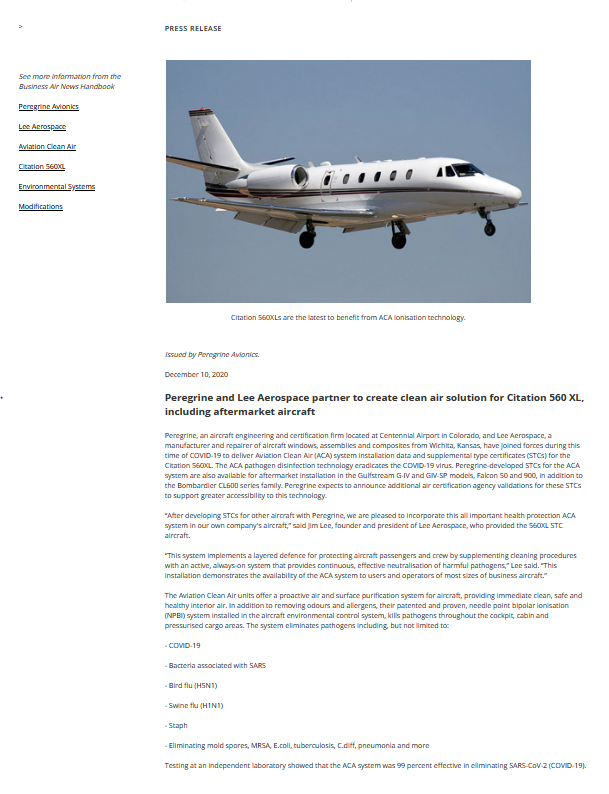 >
PRESS RELEASE
See more information from the
Business Air News Handbook
Peregrine Avionics
Lee Aerospace
Aviation Clean Air
Citation 560XL
Environmental Systems
Modifications
Citation 560XLs are the latest to benefit from ACA ionisation technology.
Issued by Peregrine Avionics.
December 10, 2020
Peregrine and Lee Aerospace partner to create clean air solution for Citation 560 XL,
including aftermarket aircraft
Peregrine, an aircraft engineering and certification firm located at Centennial Airport in Colorado, and Lee Aerospace, a
manufacturer and repairer of aircraft windows, assemblies and composites from Wichita, Kansas, have joined forces during this
time of COVID-19 to deliver Aviation Clean Air (ACA) system installation data and supplemental type certificates (STCs) for the
Citation 560XL. The ACA pathogen disinfection technology eradicates the COVID-19 virus. Peregrine-developed STCs for the ACA
system are also available for aftermarket installation in the Gulfstream G-IV and GIV-SP models, Falcon 50 and 900, in addition to
the Bombardier CL600 series family. Peregrine expects to announce additional air certification agency validations for these STCs
to support greater accessibility to this technology.
"After developing STCs for other aircraft with Peregrine, we are pleased to incorporate this all important health protection ACA
system in our own company's aircraft," said Jim Lee, founder and president of Lee Aerospace, who provided the 560XL STC
aircraft.
"This system implements a layered defence for protecting aircraft passengers and crew by supplementing cleaning procedures
with an active, always-on system that provides continuous, effective neutralisation of harmful pathogens," Lee said. "This
installation demonstrates the availability of the ACA system to users and operators of most sizes of business aircraft."
The Aviation Clean Air units offer a proactive air and surface purification system for aircraft, providing immediate clean, safe and
healthy interior air. In addition to removing odours and allergens, their patented and proven, needle point bipolar ionisation
(NPBI) system installed in the aircraft environmental control system, kills pathogens throughout the cockpit, cabin and
pressurised cargo areas. The system eliminates pathogens including, but not limited to:
- COVID-19
- Bacteria associated with SARS
- Bird flu (H5N1)
- Swine flu (H1N1)
- Staph
- Eliminating mold spores, MRSA, E.coli, tuberculosis, C.diff, pneumonia and more
Testing at an independent laboratory showed that the ACA system was 99 percent effective in eliminating SARS-CoV-2 (COVID-19).